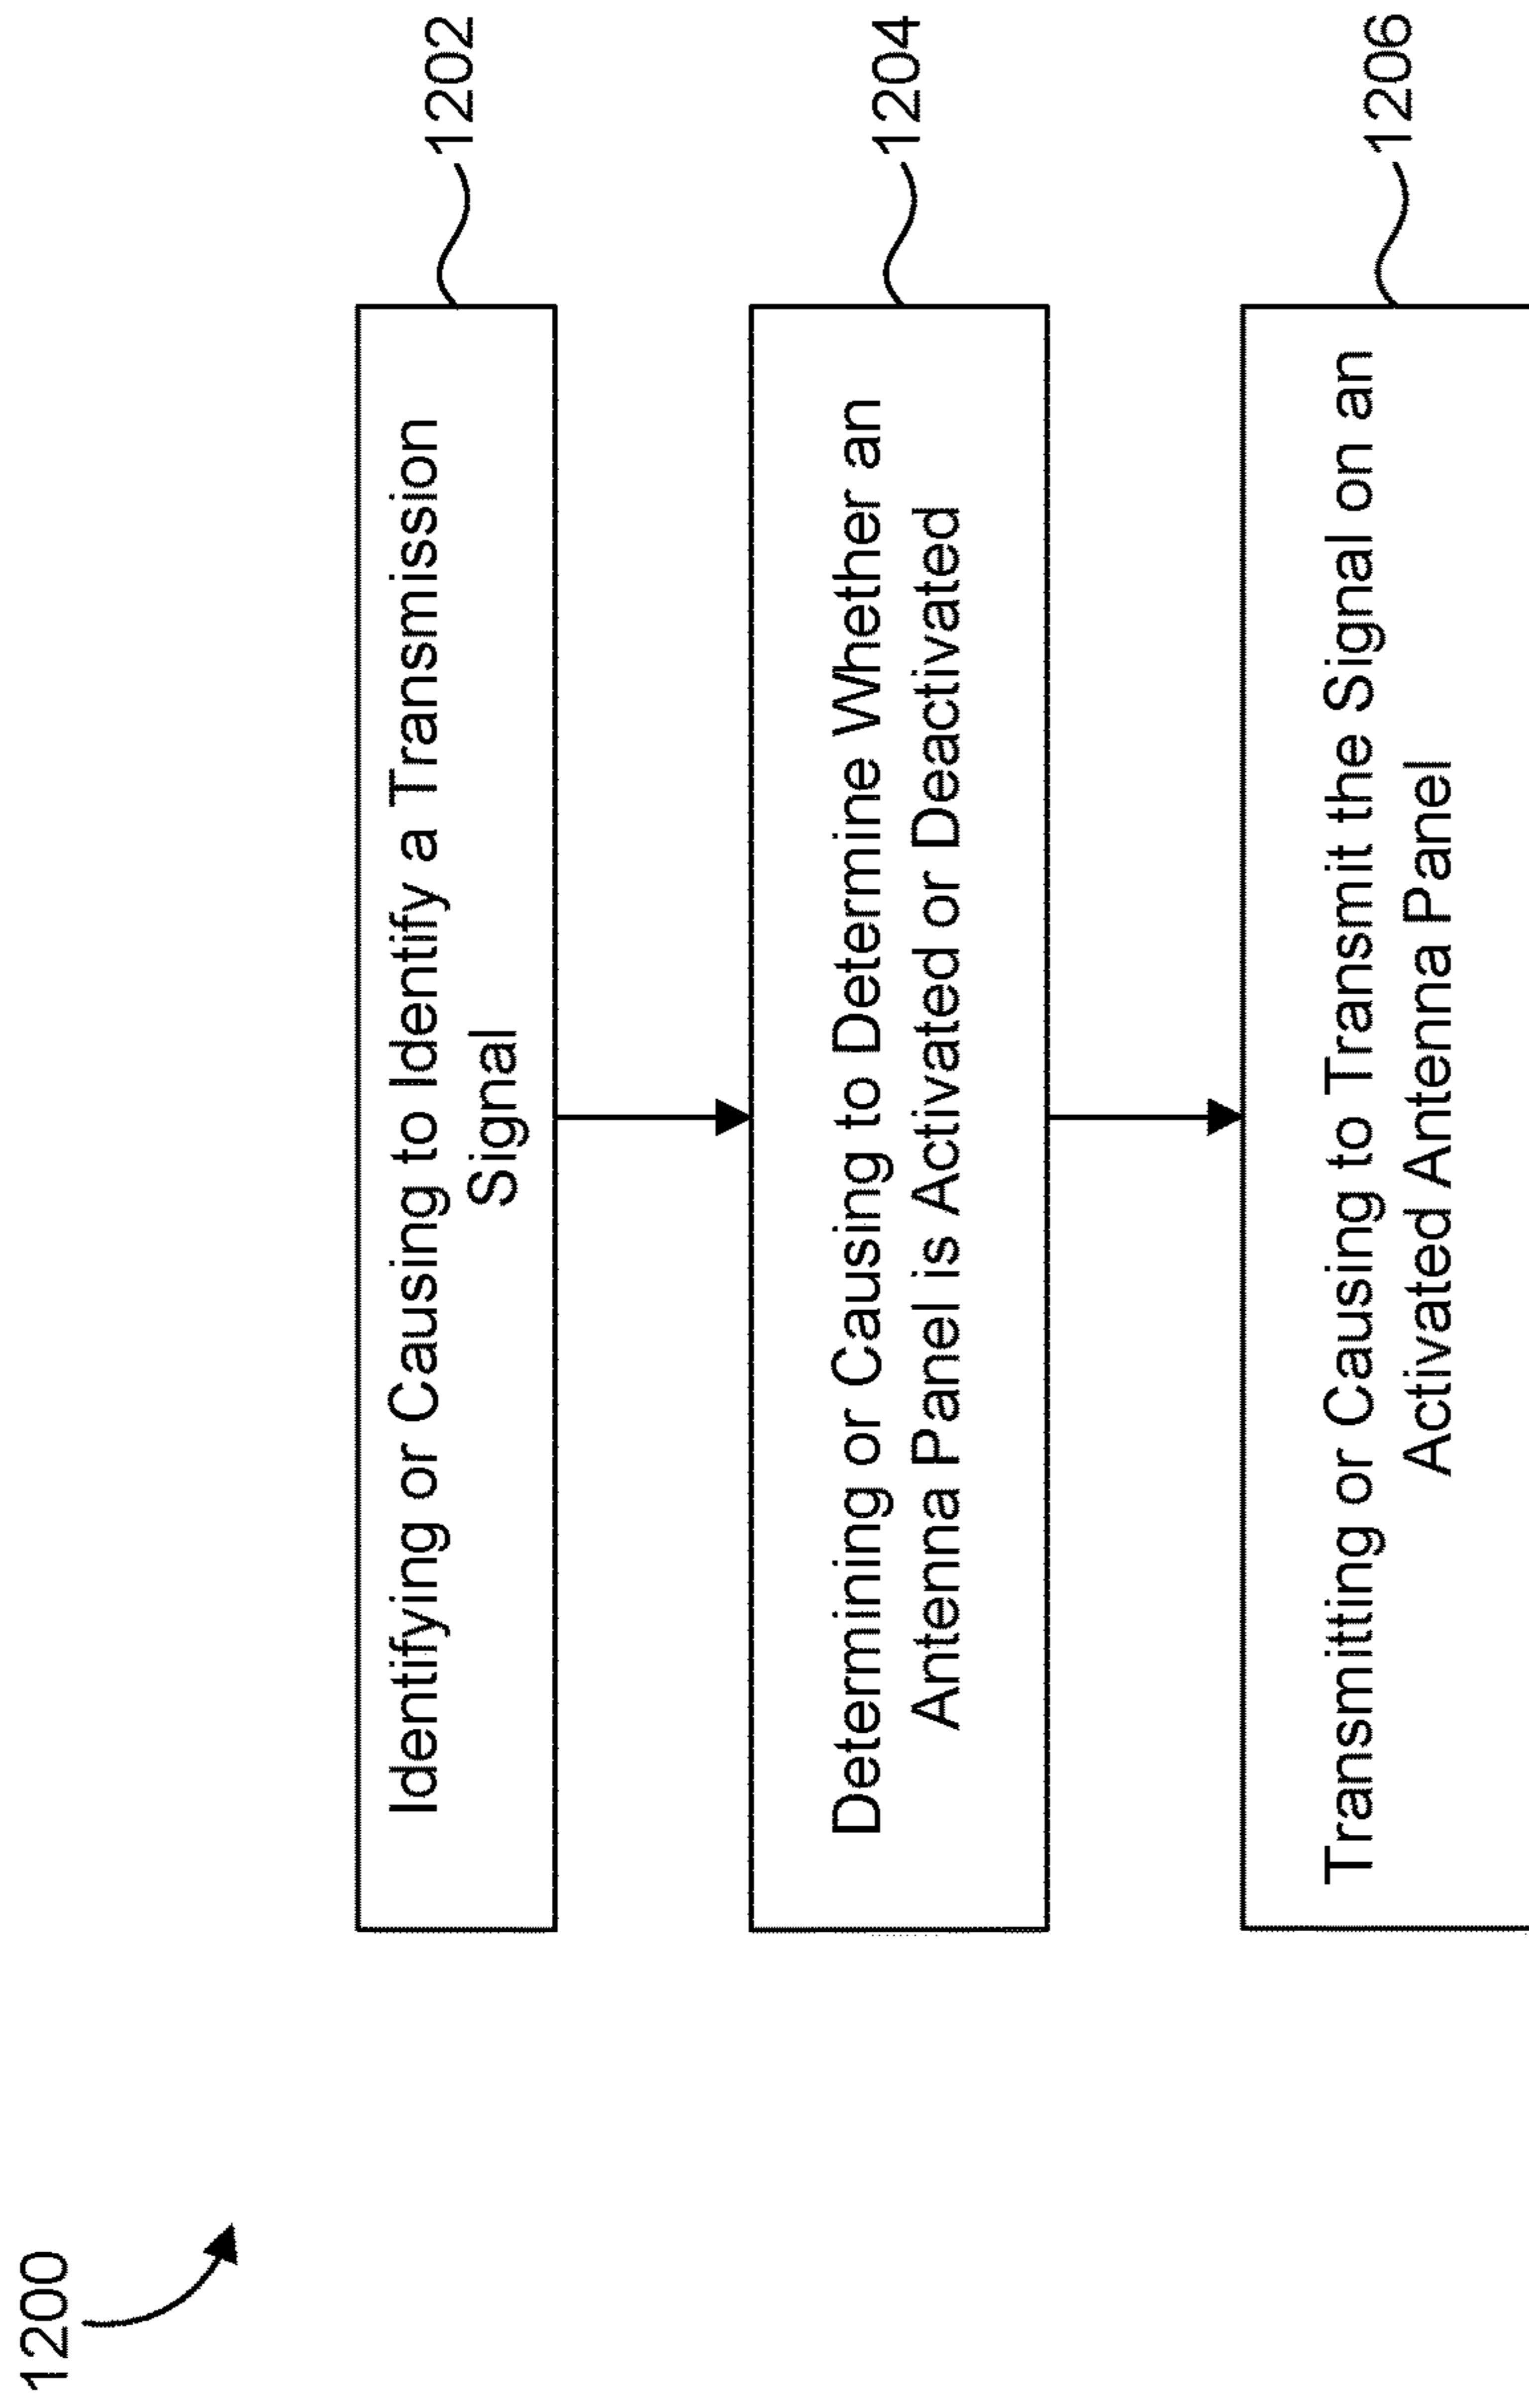 1200
Identifying or Causing to Identify a Transmission
Signal
1202
Determining or Causing to Determine Whether an
Antenna Panel is Activated or Deactivated
1204
Transmitting or Causing to Transmit the Signal on an
Activated Antenna Panel
1206